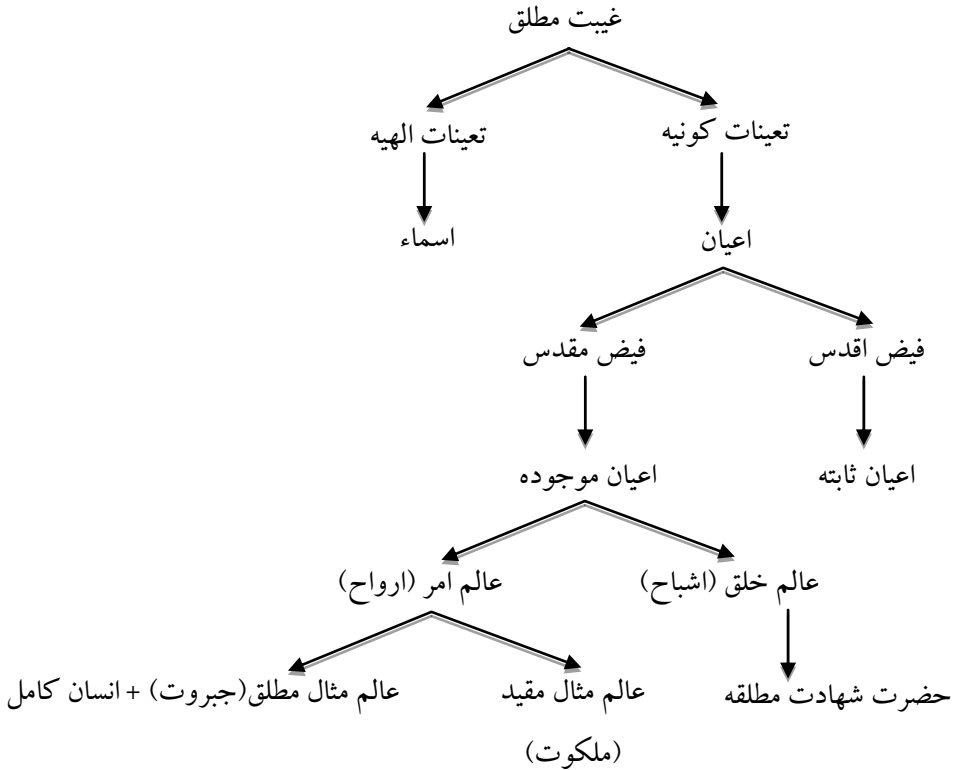 غیبت مطلق
تعینات کونیه
تعینات الهیه
اعیان
اسماء
فیض اقدس
فیض مقدس
اعیان ثابته
اعیان موجوده
عالم خلق (اشباح)
عالم امر (ارواح)
حضرت شهادت مطلقه
عالم مثال مقید
(ملکوت)
عالم مثال مطلق(جبروت) + انسان کامل